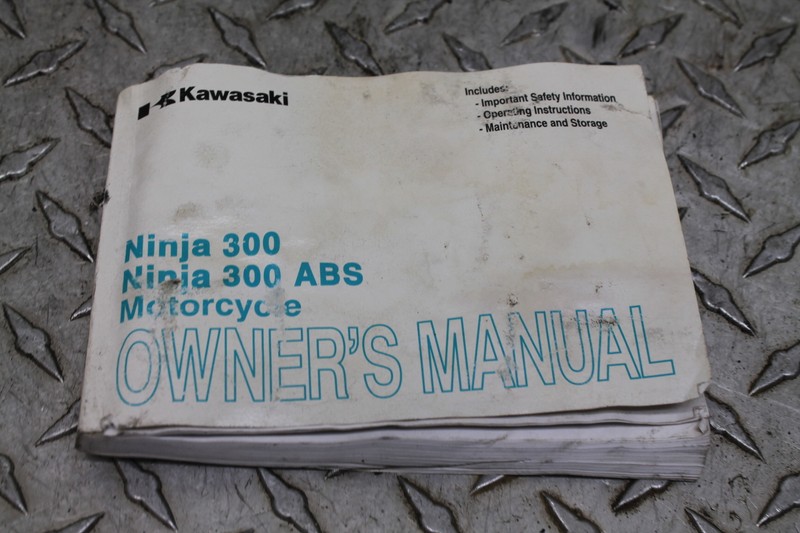 Kawasaki
Includes:
- Important Safety Information
- Operating Instructions
- Maintenance and Storage
Ninja 300
Ninja 300 ABS
Motorcycle
OWNER'S MANUAL